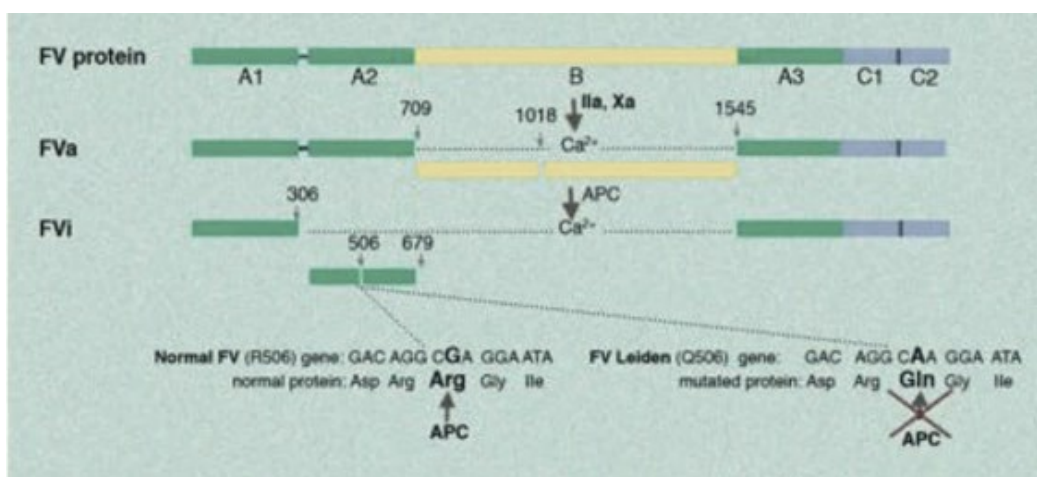 FV protein
A1 A2 B A3 C1 C2
IIa, Xa
709 1018 1545
FVa Ca²⁺
APC
306
FVi Ca²⁺
506 679
Normal FV (R506) gene: GAC AGG CGA GGA ATA FV Leiden (Q506) gene: GAC AGG CAA GGA ATA
normal protein: Asp Arg Arg Gly Ile mutated protein: Asp Arg Gln Gly Ile
APC APC